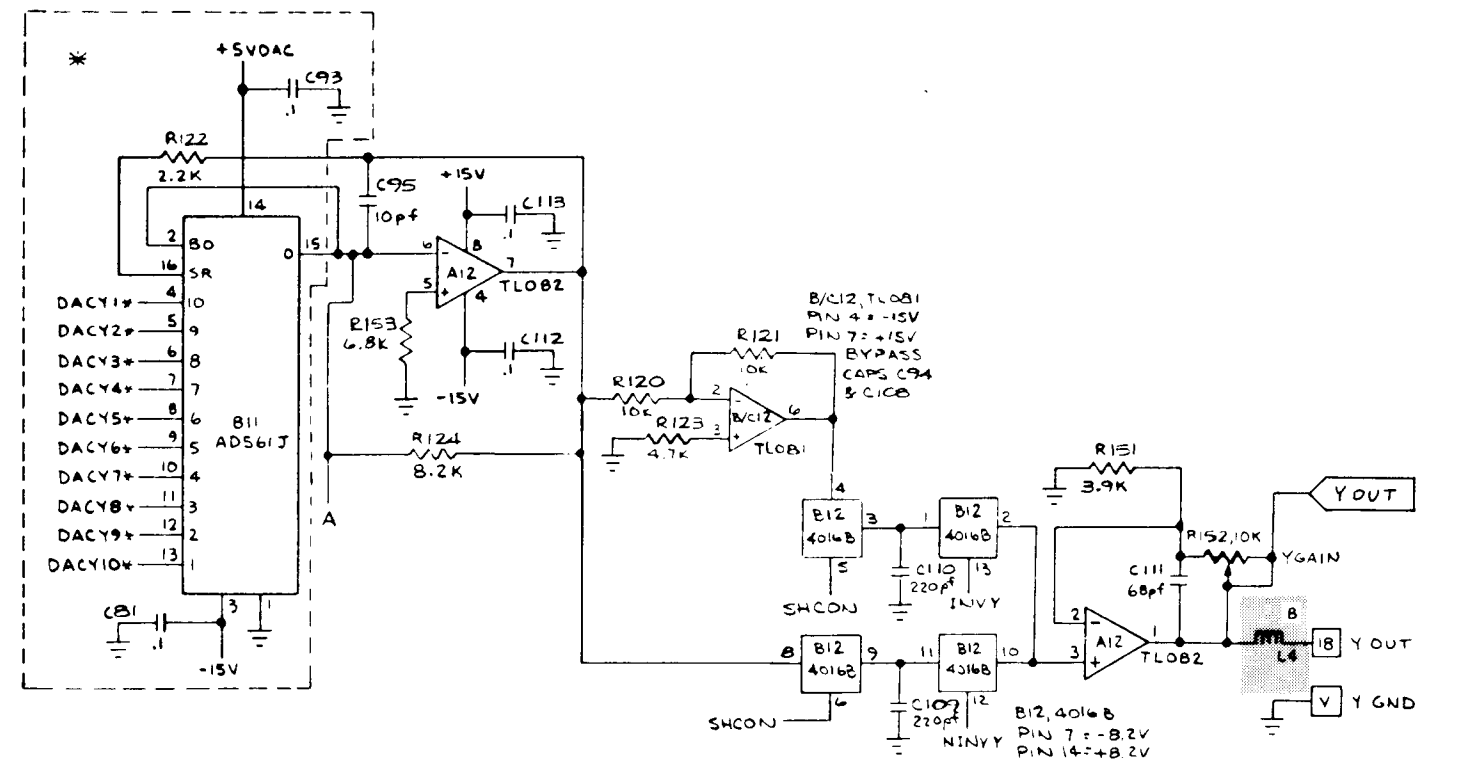 *
+5VDAC
C93
.1
R122
2.2K
C95
10pf
+15V
C113
.1
14
2
BO
16
SR
O
15
6
-
8
A12
7
TL082
5
+
4
DACY1* 4 10
DACY2* 5 9
DACY3* 6 8
DACY4* 7 7
DACY5* 8 6
DACY6* 9 5
DACY7* 10 4
DACY8* 11 3
DACY9* 12 2
DACY10* 13 1
B11
AD561J
R153
6.8K
C112
.1
-15V
R124
8.2K
A
C81
.1
3
1
-15V
B/C12, TL081
PIN 4 = -15V
PIN 7 = +15V
BYPASS
CAPS C94
& C108
R121
10K
R120
10K
2
-
B/C12
6
R123
4.7K
3
+
TL081
4
B12
4016B
3
5
SHCON
C110
220pf
1
B12
4016B
2
13
INVY
8
B12
4016B
9
6
SHCON
C109
220pf
11
B12
4016B
10
12
NINVY
B12, 4016B
PIN 7 = -8.2V
PIN 14 = +8.2V
R151
3.9K
Y OUT
R152, 10K
YGAIN
C111
68pf
2
-
A12
1
3
+
TL082
B
L4
18
Y OUT
V
Y GND